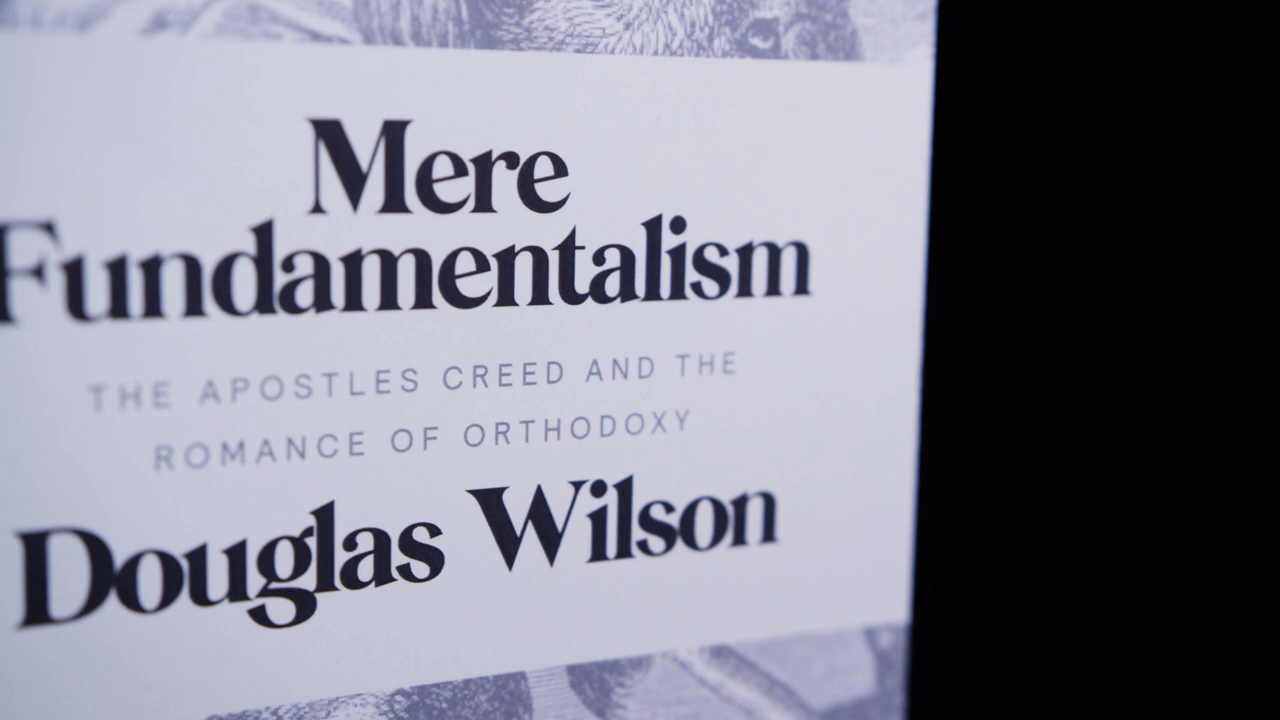 Mere
Fundamentalism
THE APOSTLES CREED AND THE
ROMANCE OF ORTHODOXY
Douglas Wilson